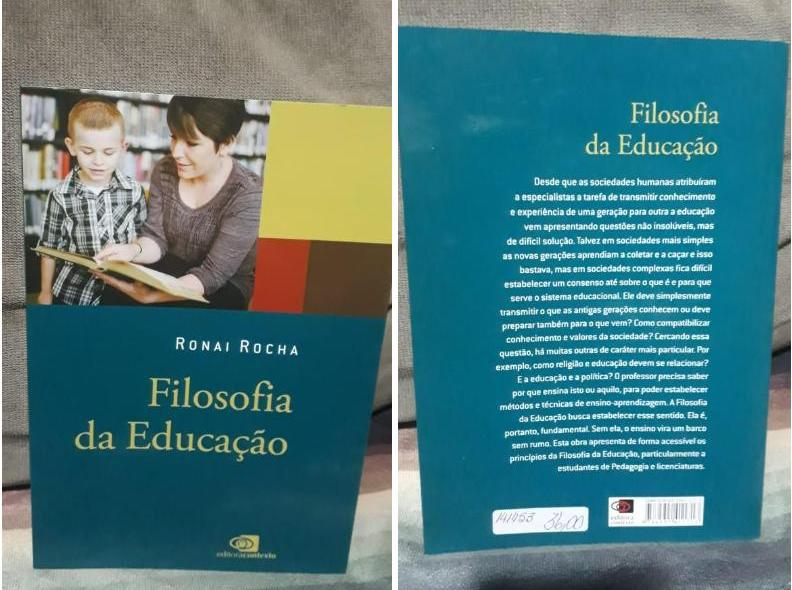 RONAI ROCHA
Filosofia
da Educação
editoracontexto
Filosofia
da Educação
Desde que as sociedades humanas atribuíram
a especialistas a tarefa de transmitir conhecimento
e experiência de uma geração para outra a educação
vem apresentando questões não insolúveis, mas
de difícil solução. Talvez em sociedades mais simples
as novas gerações aprendiam a coletar e a caçar e isso
bastava, mas em sociedades complexas fica difícil
estabelecer um consenso até sobre o que é e para que
serve o sistema educacional. Ele deve simplesmente
transmitir o que as antigas gerações conhecem ou deve
preparar também para o que vem? Como compatibilizar
conhecimento e valores da sociedade? Cercando essa
questão, há muitas outras de caráter mais particular. Por
exemplo, como religião e educação devem se relacionar?
E a educação e a política? O professor precisa saber
por que ensina isto ou aquilo, para poder estabelecer
métodos e técnicas de ensino-aprendizagem. A Filosofia
da Educação busca estabelecer esse sentido. Ela é,
portanto, fundamental. Sem ela, o ensino vira um barco
sem rumo. Esta obra apresenta de forma acessível os
princípios da Filosofia da Educação, particularmente a
estudantes de Pedagogia e licenciaturas.
141453 36,00
editora
contexto